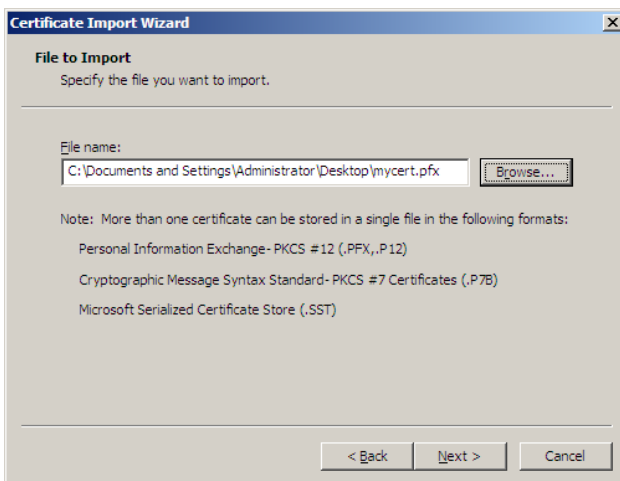 Certificate Import Wizard
File to Import
Specify the file you want to import.
File name:
C:\Documents and Settings\Administrator\Desktop\mycert.pfx
Browse...
Note: More than one certificate can be stored in a single file in the following formats:
Personal Information Exchange- PKCS #12 (.PFX,.P12)
Cryptographic Message Syntax Standard- PKCS #7 Certificates (.P7B)
Microsoft Serialized Certificate Store (.SST)
< Back
Next >
Cancel